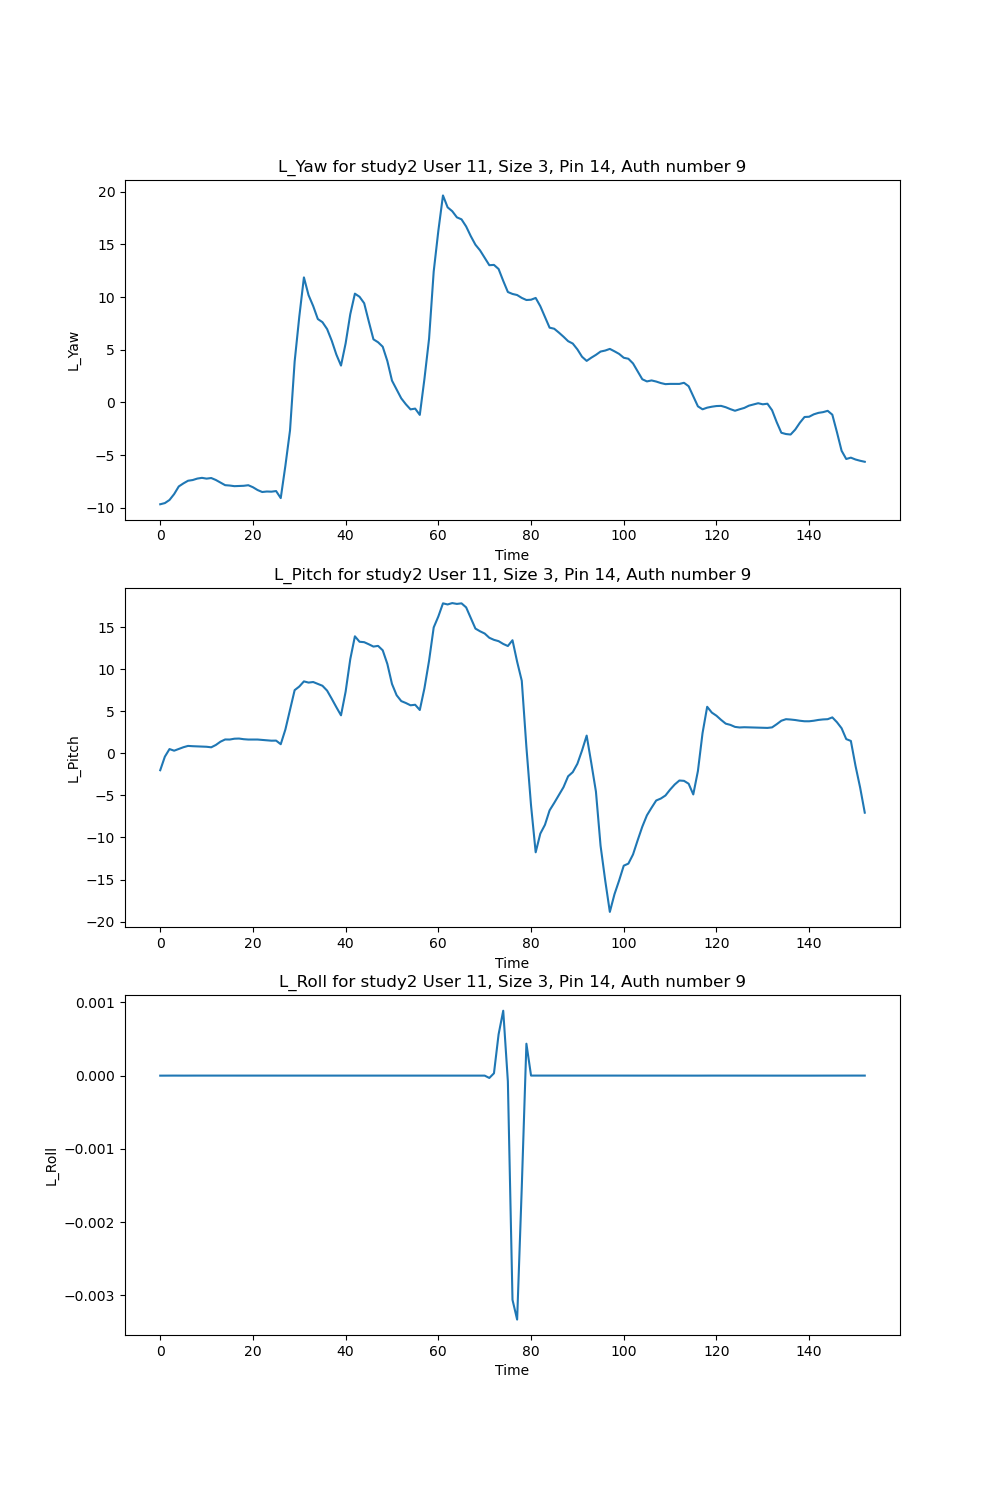 L_Yaw for study2 User 11, Size 3, Pin 14, Auth number 9
20
15
10
5
0
−5
−10
L_Yaw
0 20 40 60 80 100 120 140
Time
L_Pitch for study2 User 11, Size 3, Pin 14, Auth number 9
15
10
5
0
−5
−10
−15
−20
L_Pitch
0 20 40 60 80 100 120 140
Time
L_Roll for study2 User 11, Size 3, Pin 14, Auth number 9
0.001
0.000
−0.001
−0.002
−0.003
L_Roll
0 20 40 60 80 100 120 140
Time